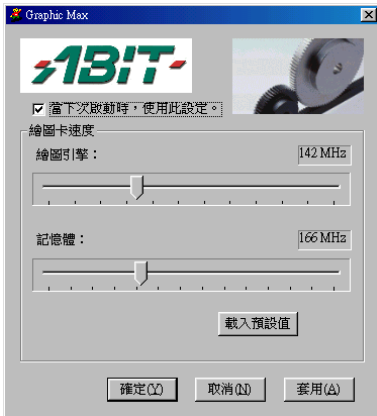 Graphic Max
ABIT
當下次啟動時，使用此設定。
繪圖卡速度
繪圖引擎：
142 MHz
記憶體：
166 MHz
載入預設值
確定(Y)
取消(N)
套用(A)